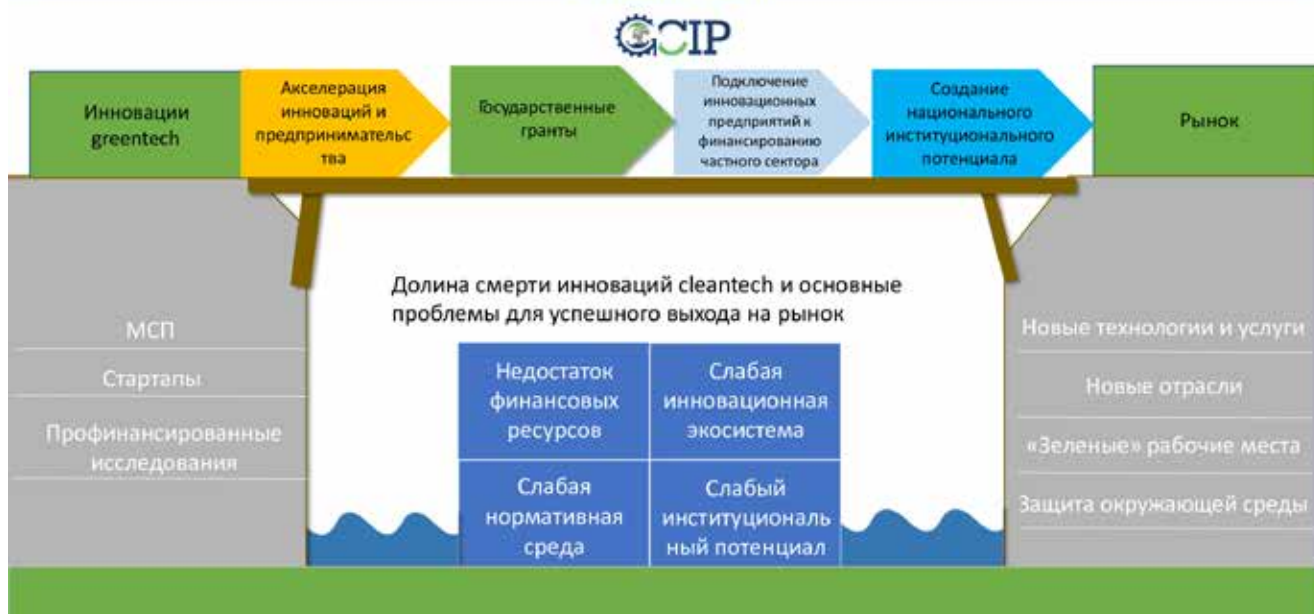 GCIP
Инновации
greentech
Акселерация
инноваций и
предпринимательс
тва
Государственные
гранты
Подключение
инновационных
предприятий к
финансированию
частного сектора
Создание
национального
институционального
потенциала
Рынок
Долина смерти инноваций cleantech и основные
проблемы для успешного выхода на рынок
МСП
Стартапы
Профинансированные
исследования
Недостаток
финансовых
ресурсов
Слабая
инновационная
экосистема
Слабая
нормативная
среда
Слабый
институциональ
ный потенциал
Новые технологии и услуги
Новые отрасли
«Зеленые» рабочие места
Защита окружающей среды